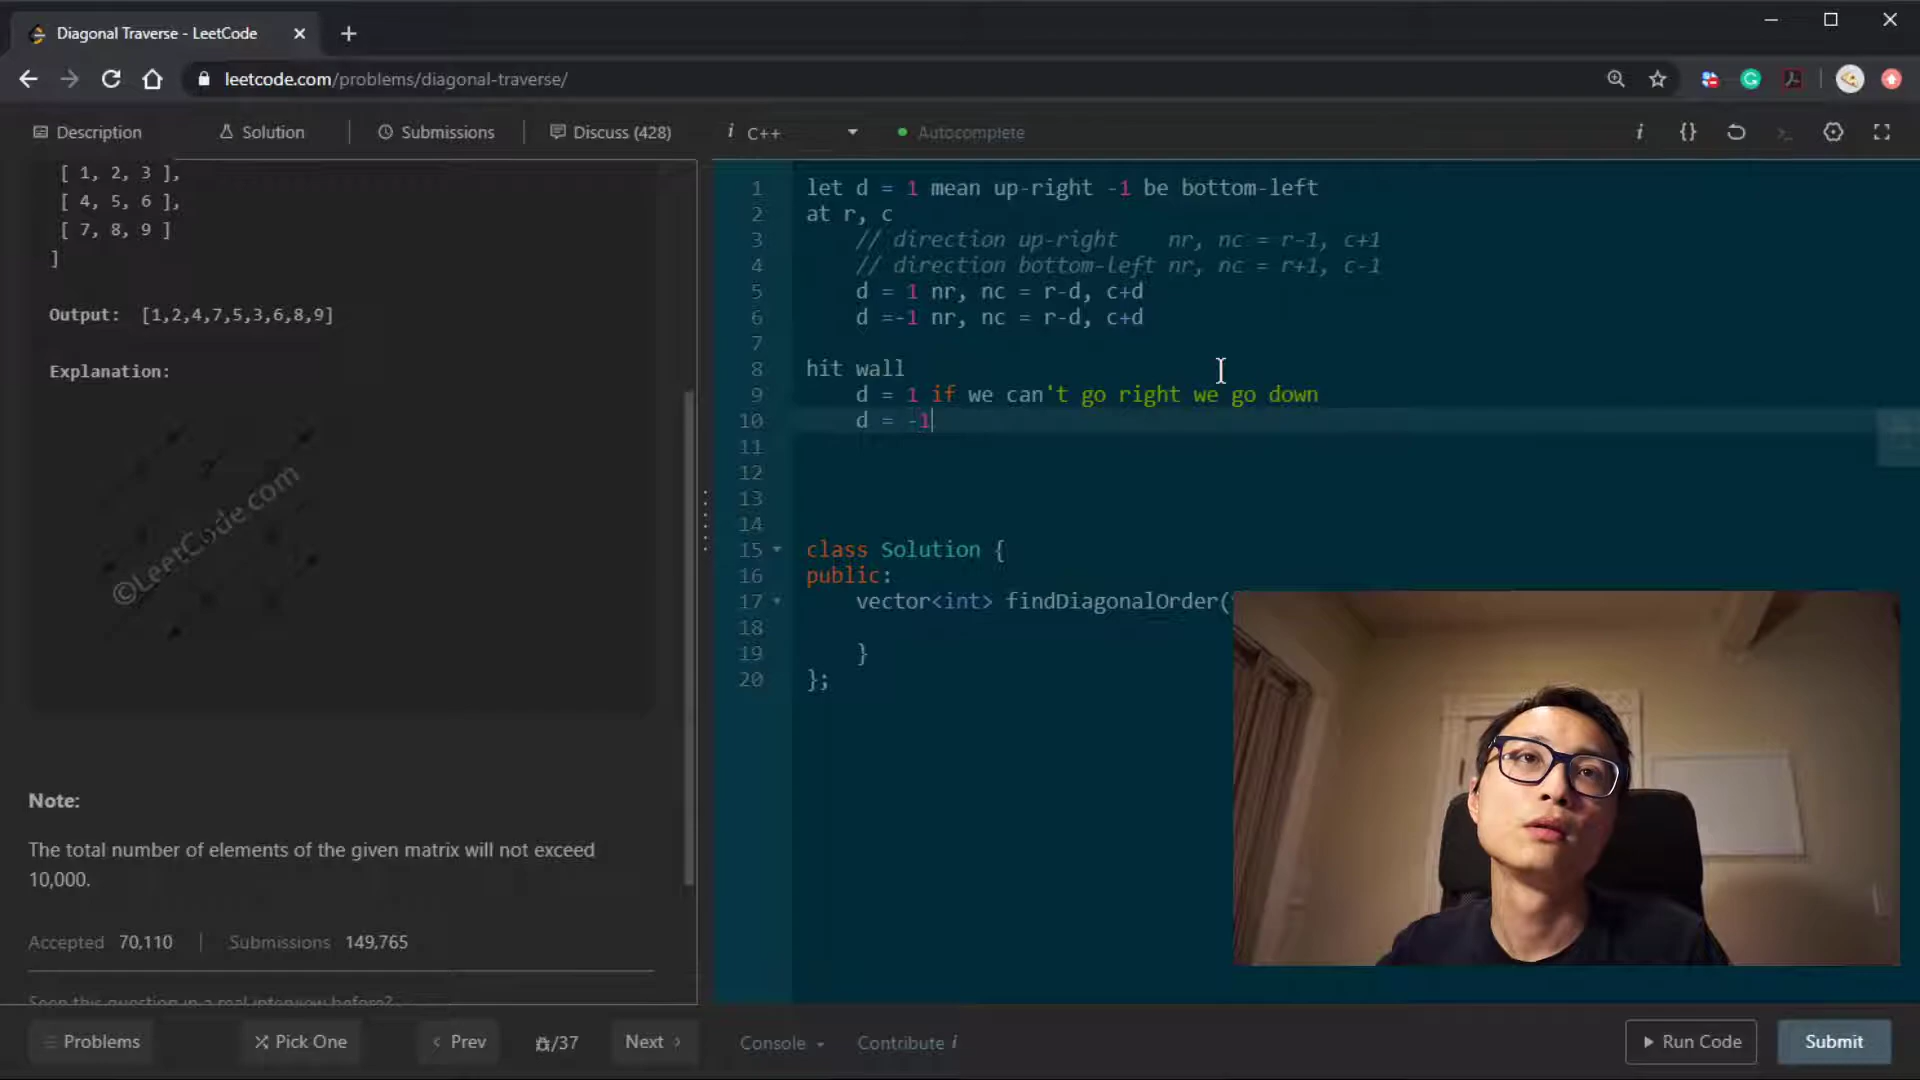 Diagonal Traverse - LeetCode
leetcode.com/problems/diagonal-traverse/
Description
Solution
Submissions
Discuss (428)
i C++
Autocomplete
[ 1, 2, 3 ],
[ 4, 5, 6 ],
[ 7, 8, 9 ]
]
Output: [1,2,4,7,5,3,6,8,9]
Explanation:
©LeetCode.com
Note:
The total number of elements of the given matrix will not exceed
10,000.
Accepted 70,110 | Submissions 149,765
Seen this question in a real interview before?
Problems
Pick One
Prev
/37
Next
1 let d = 1 mean up-right -1 be bottom-left
2 at r, c
3 // direction up-right    nr, nc = r-1, c+1
4 // direction bottom-left nr, nc = r+1, c-1
5 d = 1 nr, nc = r-d, c+d
6 d =-1 nr, nc = r-d, c+d
7
8 hit wall
9 d = 1 if we can't go right we go down
10 d = -1
11
12
13
14
15 class Solution {
16 public:
17 vector<int> findDiagonalOrder(
18
19 }
20 };
Console
Contribute i
Run Code
Submit